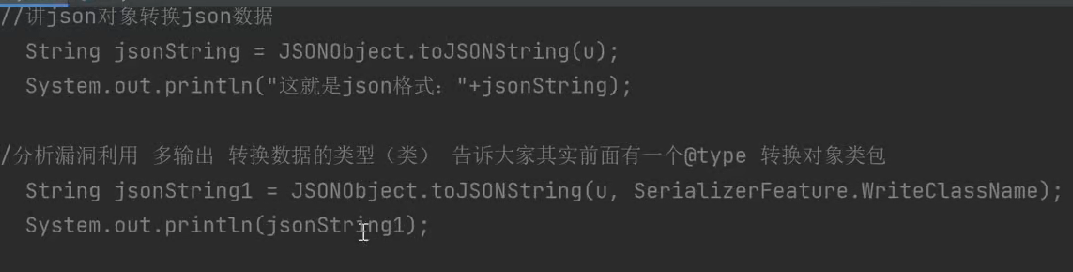 //讲json对象转换json数据
String jsonString = JSONObject.toJSONString(u);
System.out.println("这就是json格式："+jsonString);
/分析漏洞利用 多输出 转换数据的类型（类） 告诉大家其实前面有一个@type 转换对象类包
String jsonString1 = JSONObject.toJSONString(u, SerializerFeature.WriteClassName);
System.out.println(jsonString1);